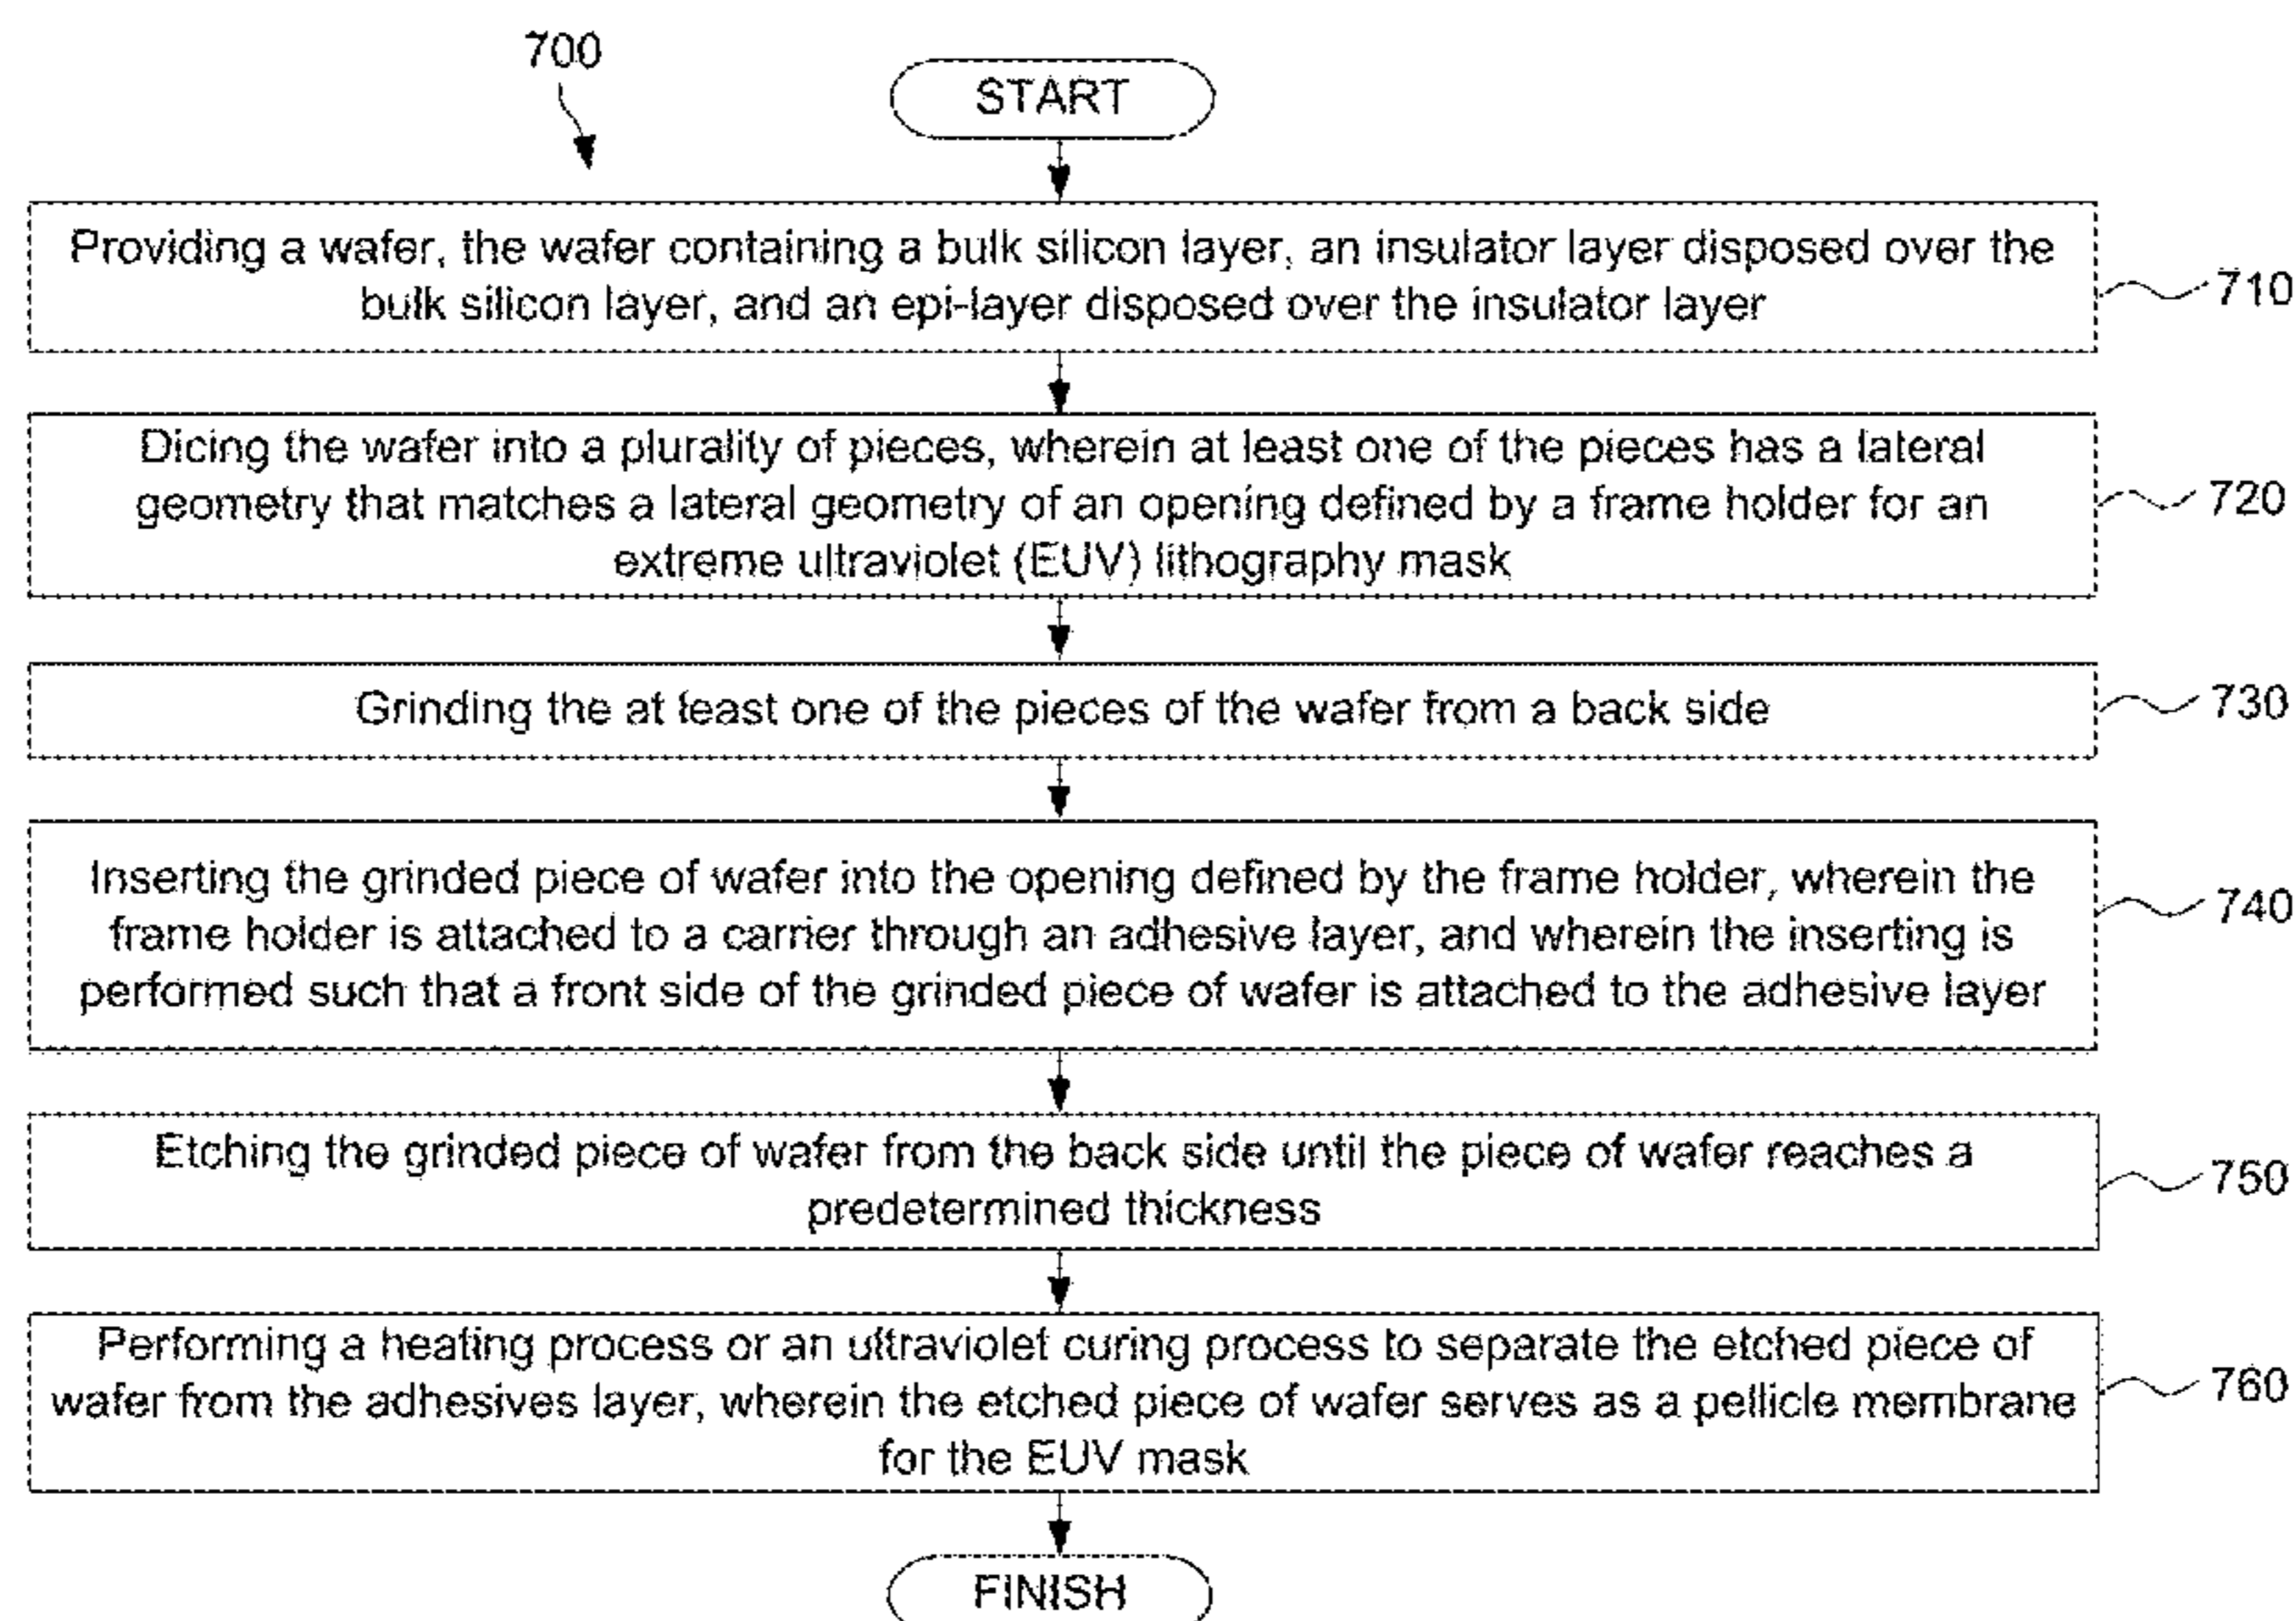 700
START
Providing a wafer, the wafer containing a bulk silicon layer, an insulator layer disposed over the
bulk silicon layer, and an epi-layer disposed over the insulator layer
710
Dicing the wafer into a plurality of pieces, wherein at least one of the pieces has a lateral
geometry that matches a lateral geometry of an opening defined by a frame holder for an
extreme ultraviolet (EUV) lithography mask
720
Grinding the at least one of the pieces of the wafer from a back side
730
Inserting the grinded piece of wafer into the opening defined by the frame holder, wherein the
frame holder is attached to a carrier through an adhesive layer, and wherein the inserting is
performed such that a front side of the grinded piece of wafer is attached to the adhesive layer
740
Etching the grinded piece of wafer from the back side until the piece of wafer reaches a
predetermined thickness
750
Performing a heating process or an ultraviolet curing process to separate the etched piece of
wafer from the adhesives layer, wherein the etched piece of wafer serves as a pellicle membrane
for the EUV mask
760
FINISH